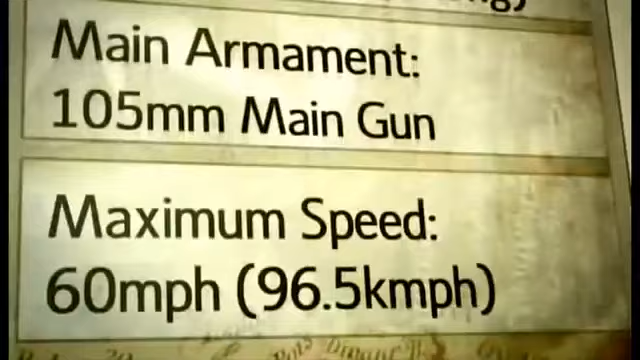 Main Armament:
105mm Main Gun
Maximum Speed:
60mph (96.5kmph)